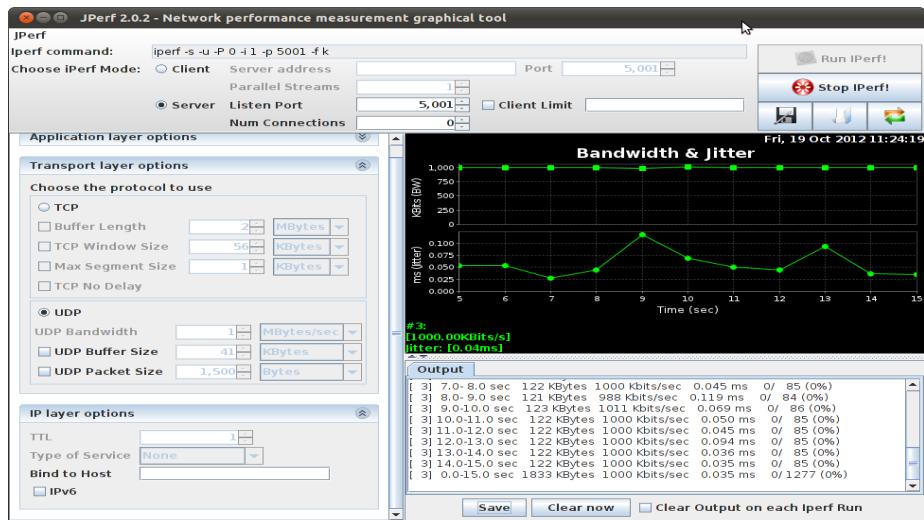 JPerf 2.0.2 - Network performance measurement graphical tool
JPerf
Iperf command: iperf -s -u -P 0 -i 1 -p 5001 -f k
Choose iPerf Mode: Client Server address Port 5,001
Parallel Streams 1
Server Listen Port 5,001 Client Limit
Num Connections 0
Run IPerf!
Stop IPerf!
Application layer options
Transport layer options
Choose the protocol to use
TCP
Buffer Length 2 MBytes
TCP Window Size 56 KBytes
Max Segment Size 1 KBytes
TCP No Delay
UDP
UDP Bandwidth 1 MBytes/sec
UDP Buffer Size 41 KBytes
UDP Packet Size 1,500 Bytes
IP layer options
TTL 1
Type of Service None
Bind to Host
IPv6
Fri, 19 Oct 2012 11:24:19
Bandwidth & Jitter
KBits (BW)
1,000
750
500
250
0
ms (Jitter)
0.100
0.075
0.050
0.025
0.000
5 6 7 8 9 10 11 12 13 14 15
Time (sec)
#3:
[1000.00KBits/s]
Jitter: [0.04ms]
Output
[ 3] 7.0- 8.0 sec 122 KBytes 1000 Kbits/sec 0.045 ms 0/ 85 (0%)
[ 3] 8.0- 9.0 sec 121 KBytes 988 Kbits/sec 0.119 ms 0/ 84 (0%)
[ 3] 9.0-10.0 sec 123 KBytes 1011 Kbits/sec 0.069 ms 0/ 86 (0%)
[ 3] 10.0-11.0 sec 122 KBytes 1000 Kbits/sec 0.050 ms 0/ 85 (0%)
[ 3] 11.0-12.0 sec 122 KBytes 1000 Kbits/sec 0.045 ms 0/ 85 (0%)
[ 3] 12.0-13.0 sec 122 KBytes 1000 Kbits/sec 0.094 ms 0/ 85 (0%)
[ 3] 13.0-14.0 sec 122 KBytes 1000 Kbits/sec 0.036 ms 0/ 85 (0%)
[ 3] 14.0-15.0 sec 122 KBytes 1000 Kbits/sec 0.035 ms 0/ 85 (0%)
[ 3] 0.0-15.0 sec 1833 KBytes 1000 Kbits/sec 0.035 ms 0/ 1277 (0%)
Save Clear now Clear Output on each Iperf Run